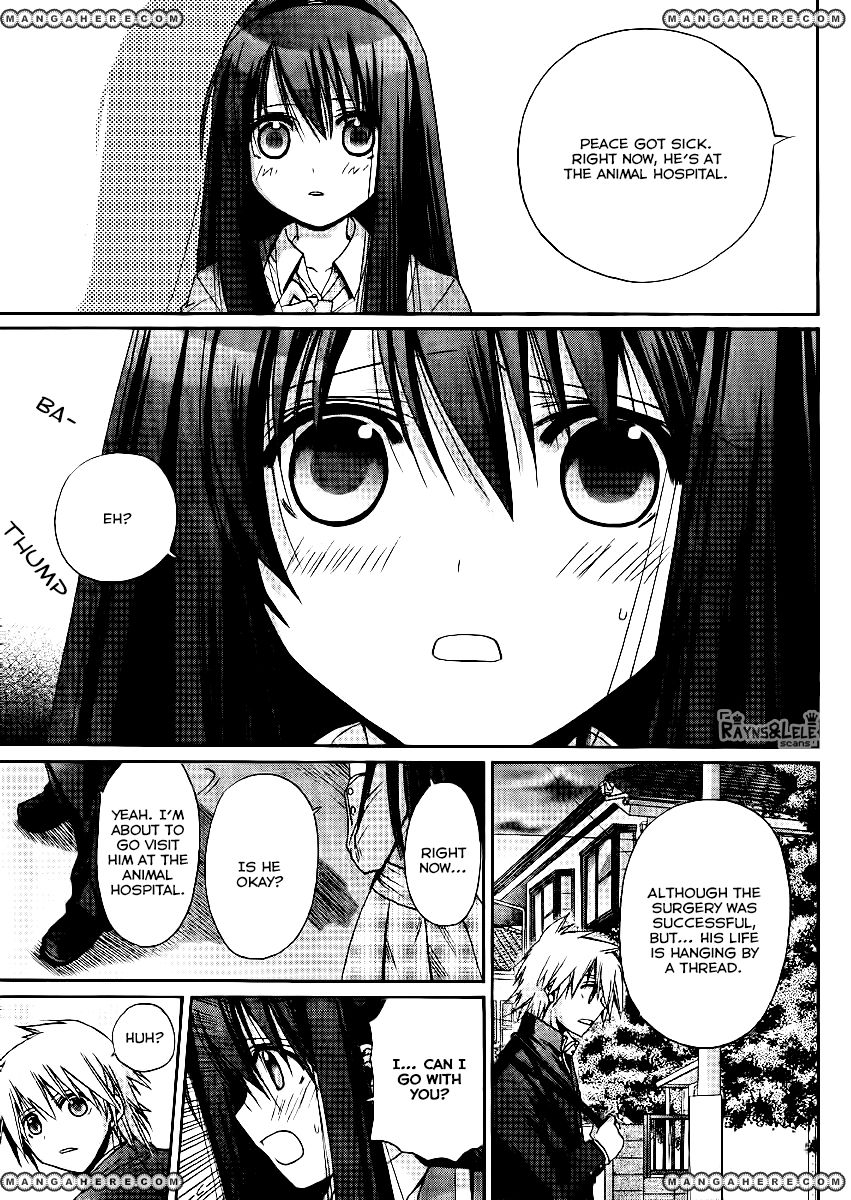 MANGAHERE.COM
MANGAHERE.COM
PEACE GOT SICK.
RIGHT NOW, HE'S AT
THE ANIMAL HOSPITAL.
BA-
EH?
THUMP
RAYNS&LELE
scans
ALTHOUGH THE
SURGERY WAS
SUCCESSFUL,
BUT... HIS LIFE
IS HANGING BY
A THREAD.
RIGHT
NOW...
IS HE
OKAY?
YEAH. I'M
ABOUT TO
GO VISIT
HIM AT THE
ANIMAL
HOSPITAL.
I... CAN I
GO WITH
YOU?
HUH?
MANGAHERE.COM
MANGAHERE.COM